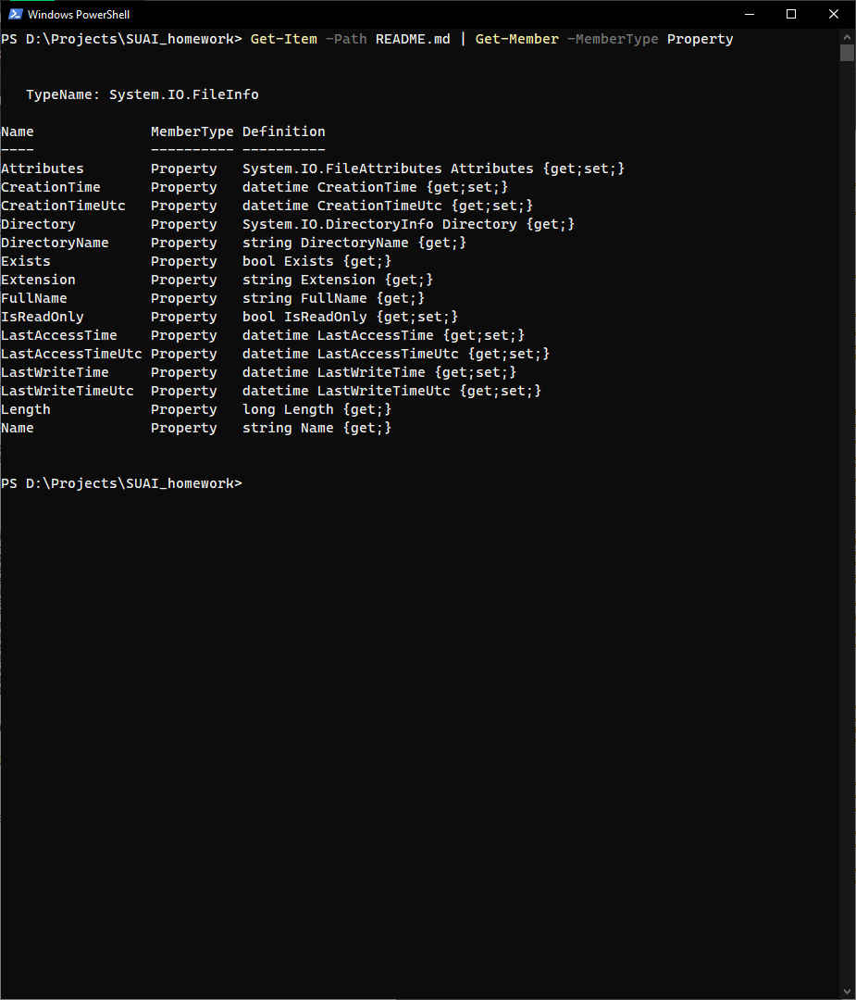 Windows PowerShell
PS D:\Projects\SUAI_homework> Get-Item -Path README.md | Get-Member -MemberType Property
   TypeName: System.IO.FileInfo
Name              MemberType Definition
----              ---------- ----------
Attributes        Property   System.IO.FileAttributes Attributes {get;set;}
CreationTime      Property   datetime CreationTime {get;set;}
CreationTimeUtc   Property   datetime CreationTimeUtc {get;set;}
Directory         Property   System.IO.DirectoryInfo Directory {get;}
DirectoryName     Property   string DirectoryName {get;}
Exists            Property   bool Exists {get;}
Extension         Property   string Extension {get;}
FullName          Property   string FullName {get;}
IsReadOnly        Property   bool IsReadOnly {get;set;}
LastAccessTime    Property   datetime LastAccessTime {get;set;}
LastAccessTimeUtc Property   datetime LastAccessTimeUtc {get;set;}
LastWriteTime     Property   datetime LastWriteTime {get;set;}
LastWriteTimeUtc  Property   datetime LastWriteTimeUtc {get;set;}
Length            Property   long Length {get;}
Name              Property   string Name {get;}
PS D:\Projects\SUAI_homework>